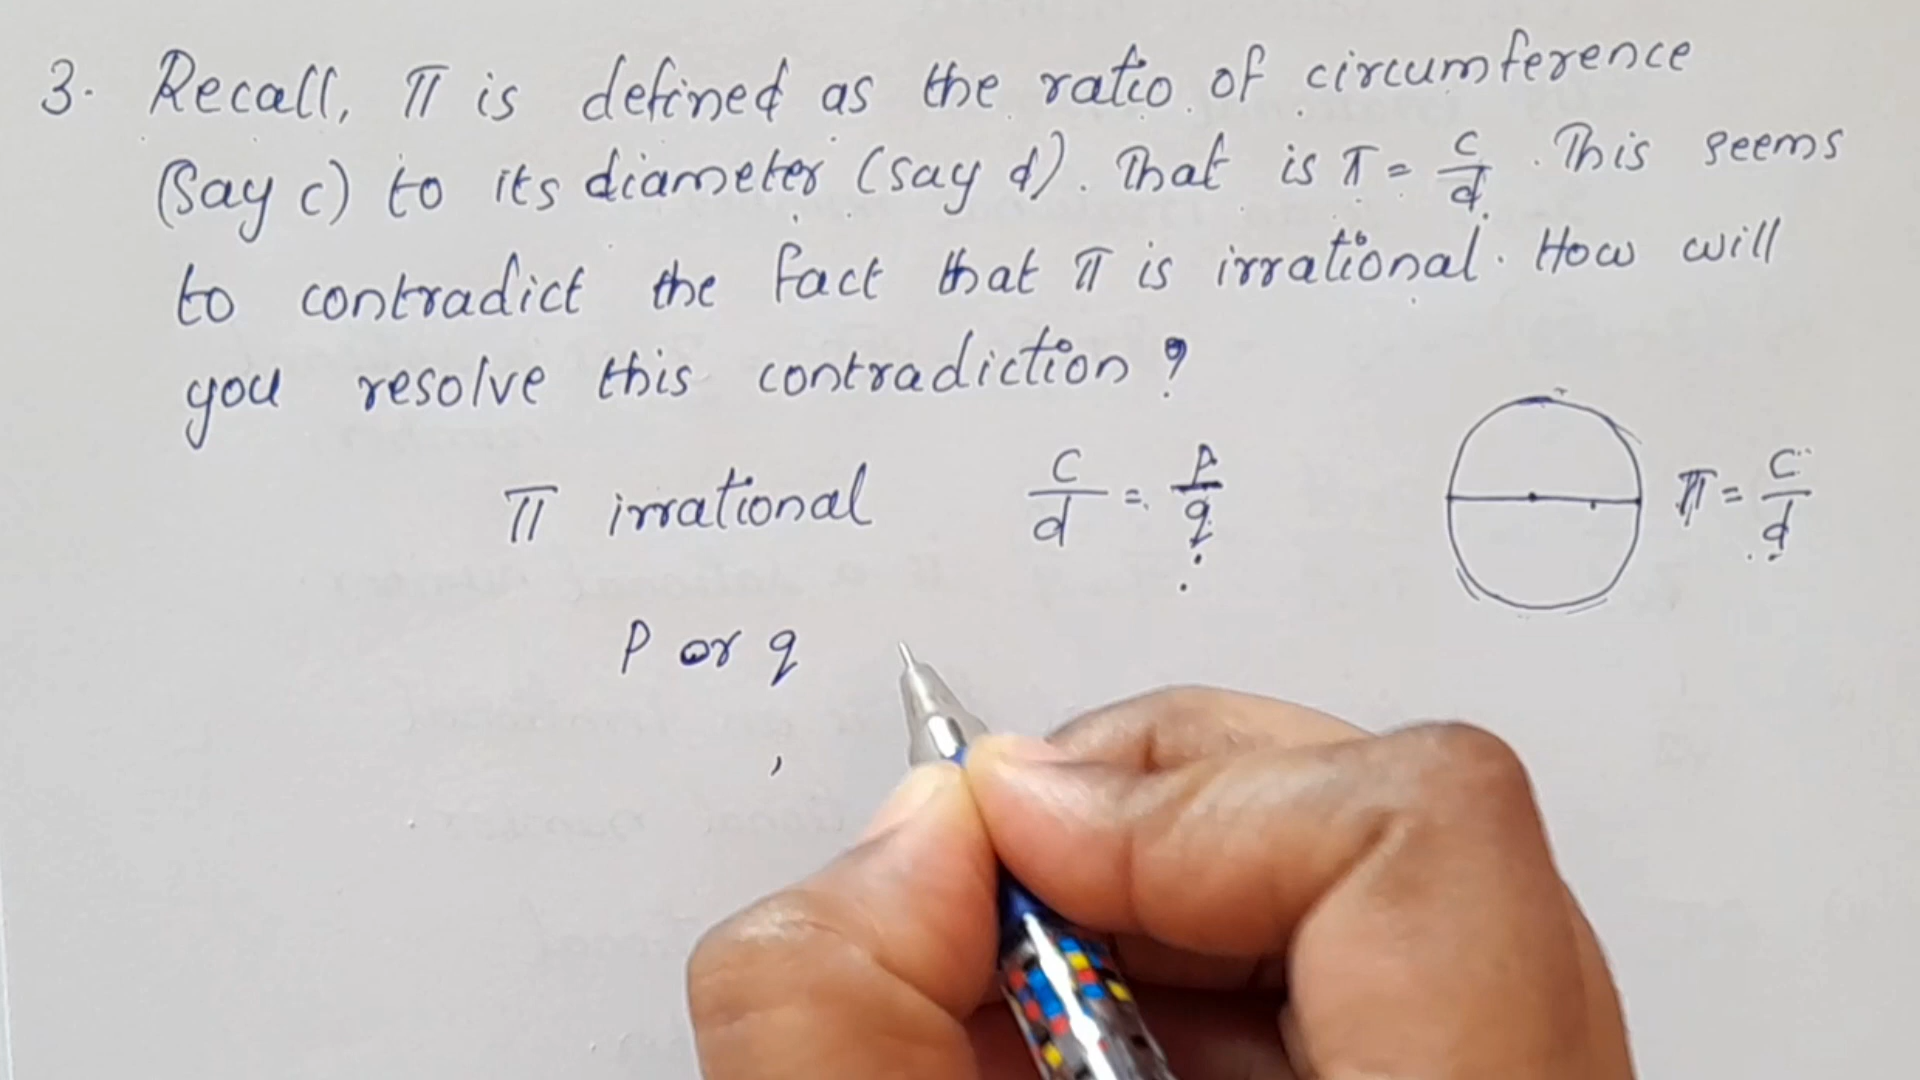 3. Recall, π is defined as the ratio of circumference
(Say c) to its diameter (say d). That is π = c/d. This seems
to contradict the fact that π is irrational. How will
you resolve this contradiction?
π irrational c/d = p/q π = c/d
p or q